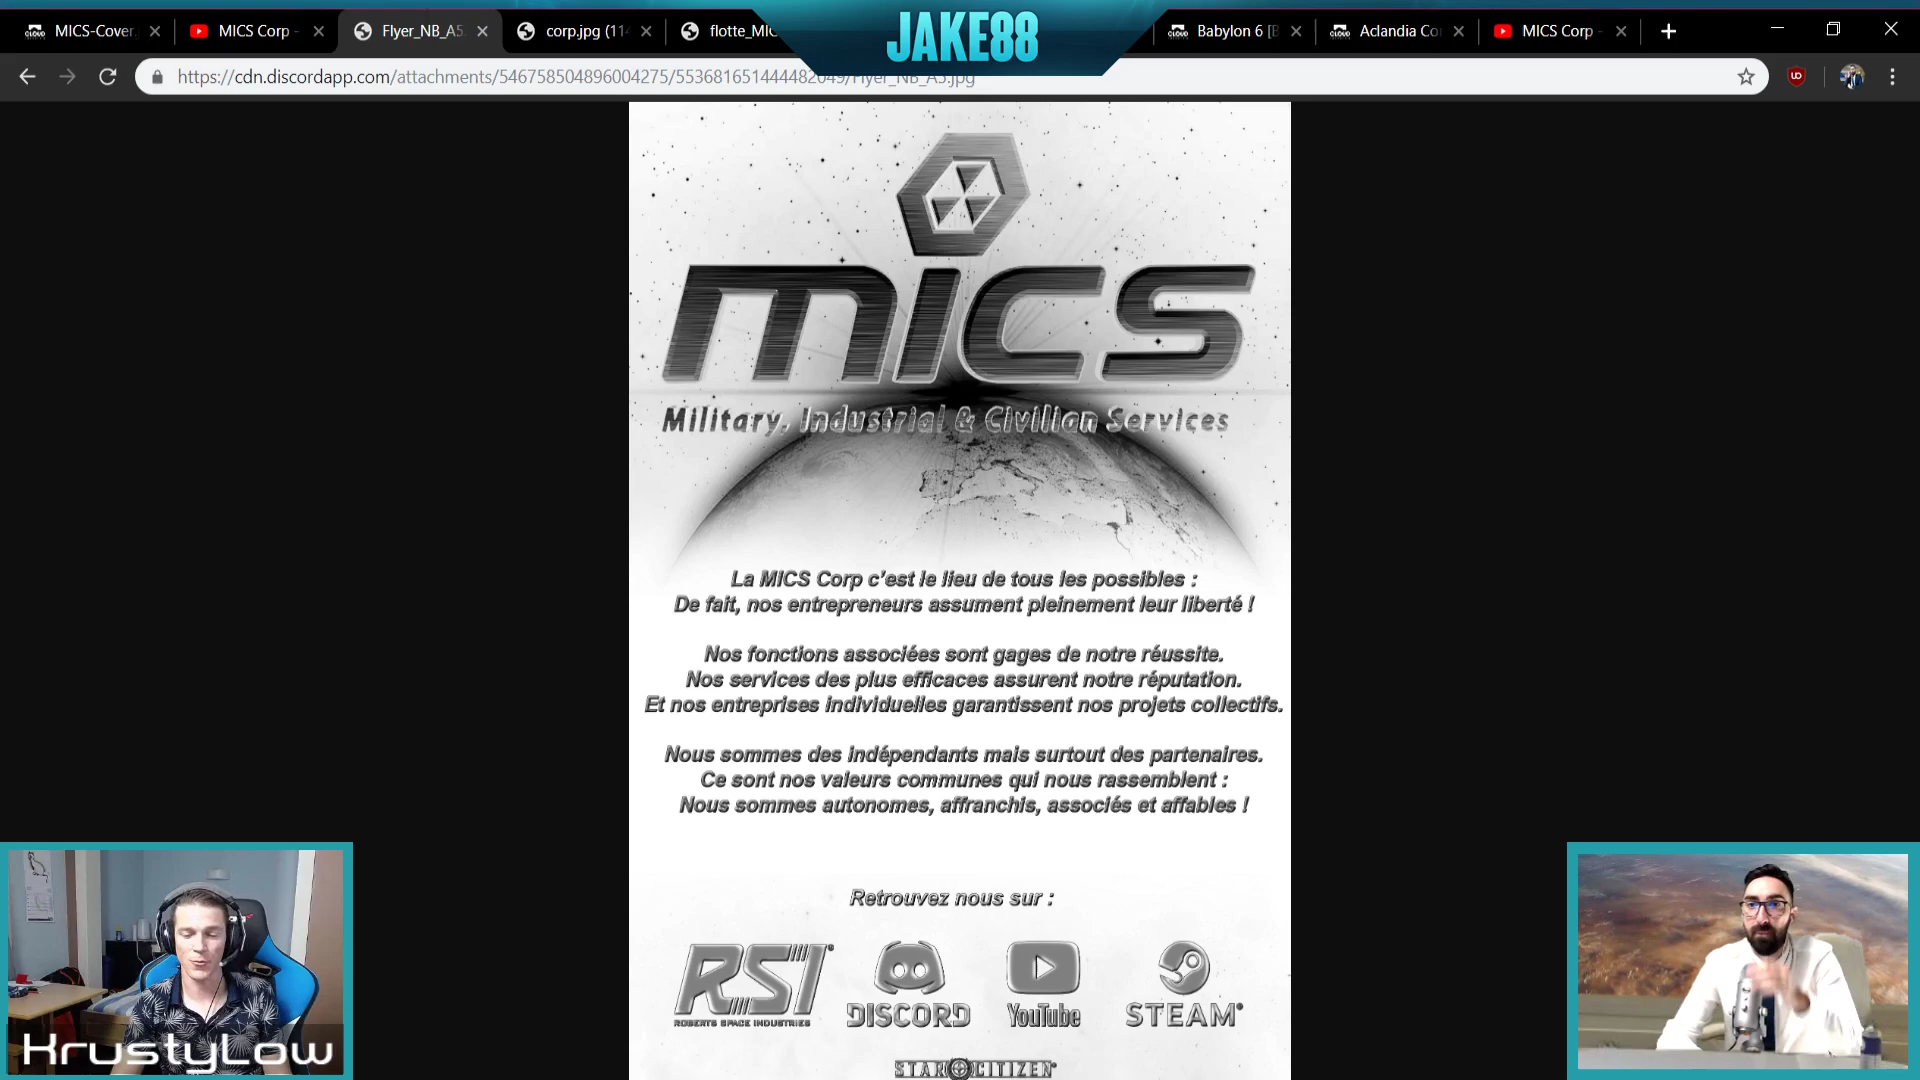 MICS-Cover
MICS Corp -
Flyer_NB_A5
corp.jpg (114
flotte_MIC
JAKE88
Babylon 6 [B
Aclandia Co
MICS Corp -
https://cdn.discordapp.com/attachments/546758504896004275/553681651444482049/Flyer_NB_A5.jpg
mics
Military, Industrial & Civilian Services
La MICS Corp c'est le lieu de tous les possibles :
De fait, nos entrepreneurs assument pleinement leur liberté !
Nos fonctions associées sont gages de notre réussite.
Nos services des plus efficaces assurent notre réputation.
Et nos entreprises individuelles garantissent nos projets collectifs.
Nous sommes des indépendants mais surtout des partenaires.
Ce sont nos valeurs communes qui nous rassemblent :
Nous sommes autonomes, affranchis, associés et affables !
Retrouvez nous sur :
RSI
ROBERTS SPACE INDUSTRIES
DISCORD
YouTube
STEAM
STAR CITIZEN
KrustyLow